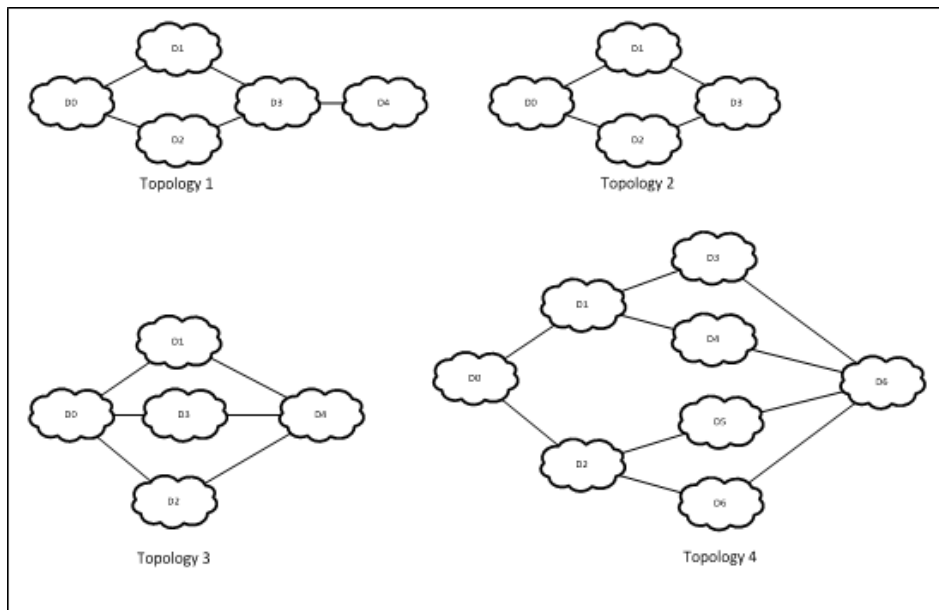 D1
D0
D3
D4
D2
Topology 1
D1
D0
D3
D2
Topology 2
D1
D0
D3
D4
D2
Topology 3
D3
D1
D4
D0
D6
D5
D2
D6
Topology 4